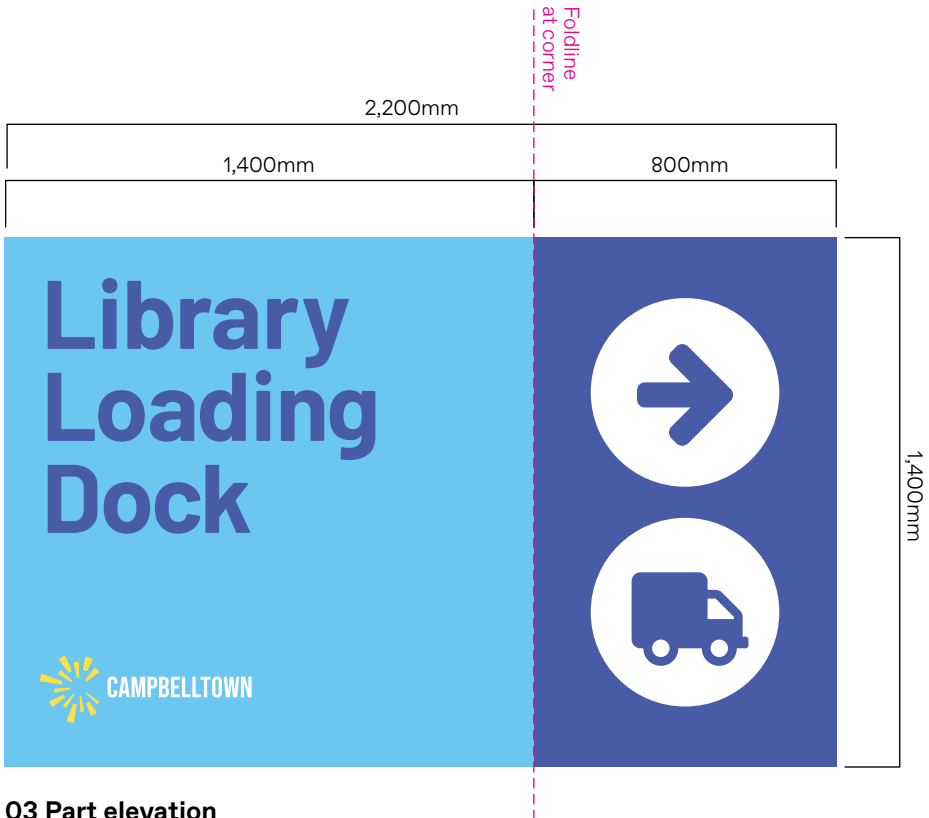 Foldline
at corner
2,200mm
1,400mm
800mm
Library
Loading
Dock
1,400mm
CAMPBELLTOWN
03 Part elevation